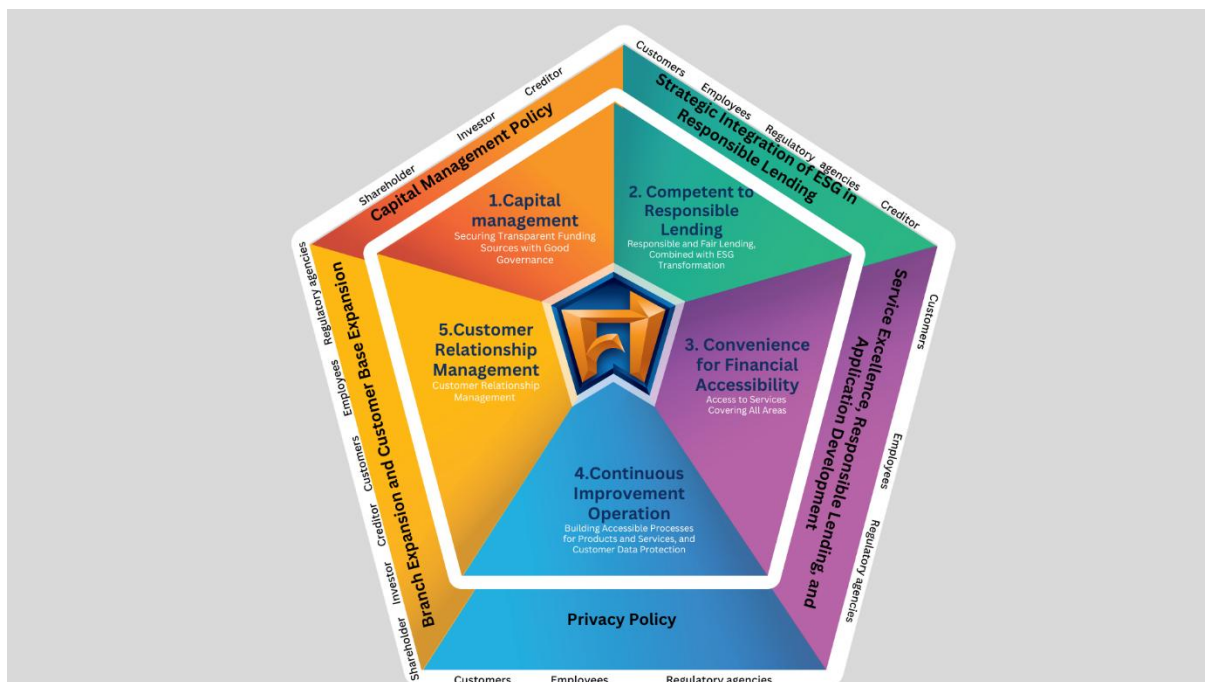 Shareholder Investor Creditor
Capital Management Policy
Customers Employees Regulatory agencies Creditor
Strategic Integration of ESG in
Responsible Lending
1.Capital
management
Securing Transparent Funding
Sources with Good
Governance
2. Competent to
Responsible
Lending
Responsible and Fair Lending,
Combined with ESG
Transformation
3. Convenience
for Financial
Accessibility
Access to Services
Covering All Areas
Service Excellence, Responsible Lending, and
Application Development
Customers Employees Regulatory agencies
4.Continuous
Improvement
Operation
Building Accessible Processes
for Products and Services, and
Customer Data Protection
Privacy Policy
Customers Employees Regulatory agencies
5.Customer
Relationship
Management
Customer Relationship
Management
Branch Expansion and Customer Base Expansion
Shareholder Investor Creditor Customers Employees Regulatory agencies